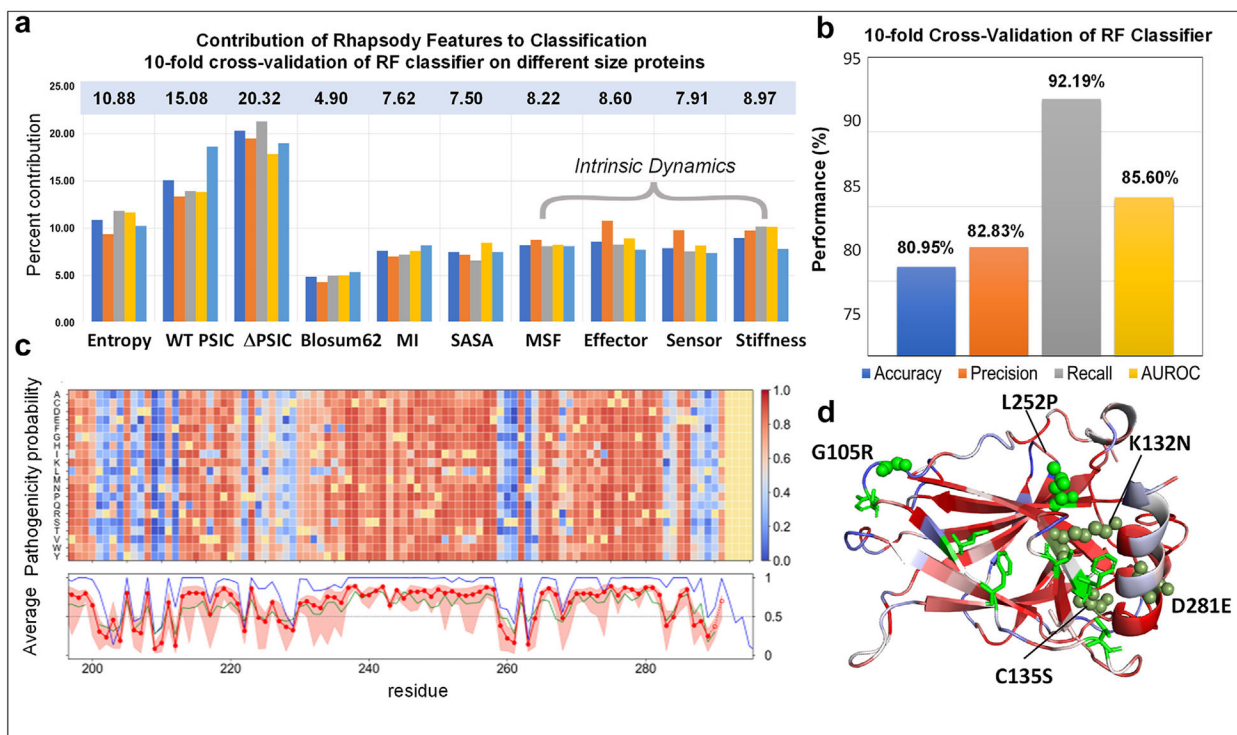 a
Contribution of Rhapsody Features to Classification
10-fold cross-validation of RF classifier on different size proteins
25.00
10.88 15.08 20.32 4.90 7.62 7.50 8.22 8.60 7.91 8.97
20.00
15.00
10.00
5.00
0.00
Percent contribution
Intrinsic Dynamics
Entropy WT PSIC ΔPSIC Blosum62 MI SASA MSF Effector Sensor Stiffness
b
10-fold Cross-Validation of RF Classifier
95
90
85
80
75
Performance (%)
80.95%
82.83%
92.19%
85.60%
Accuracy Precision Recall AUROC
c
Pathogenicity probability
A
C
D
E
F
G
H
I
K
L
M
N
P
Q
R
S
T
V
W
Y
1.0
0.8
0.6
0.4
0.2
0.0
Average
1
0.5
0
200 220 240 260 280
residue
d
L252P
G105R
K132N
D281E
C135S